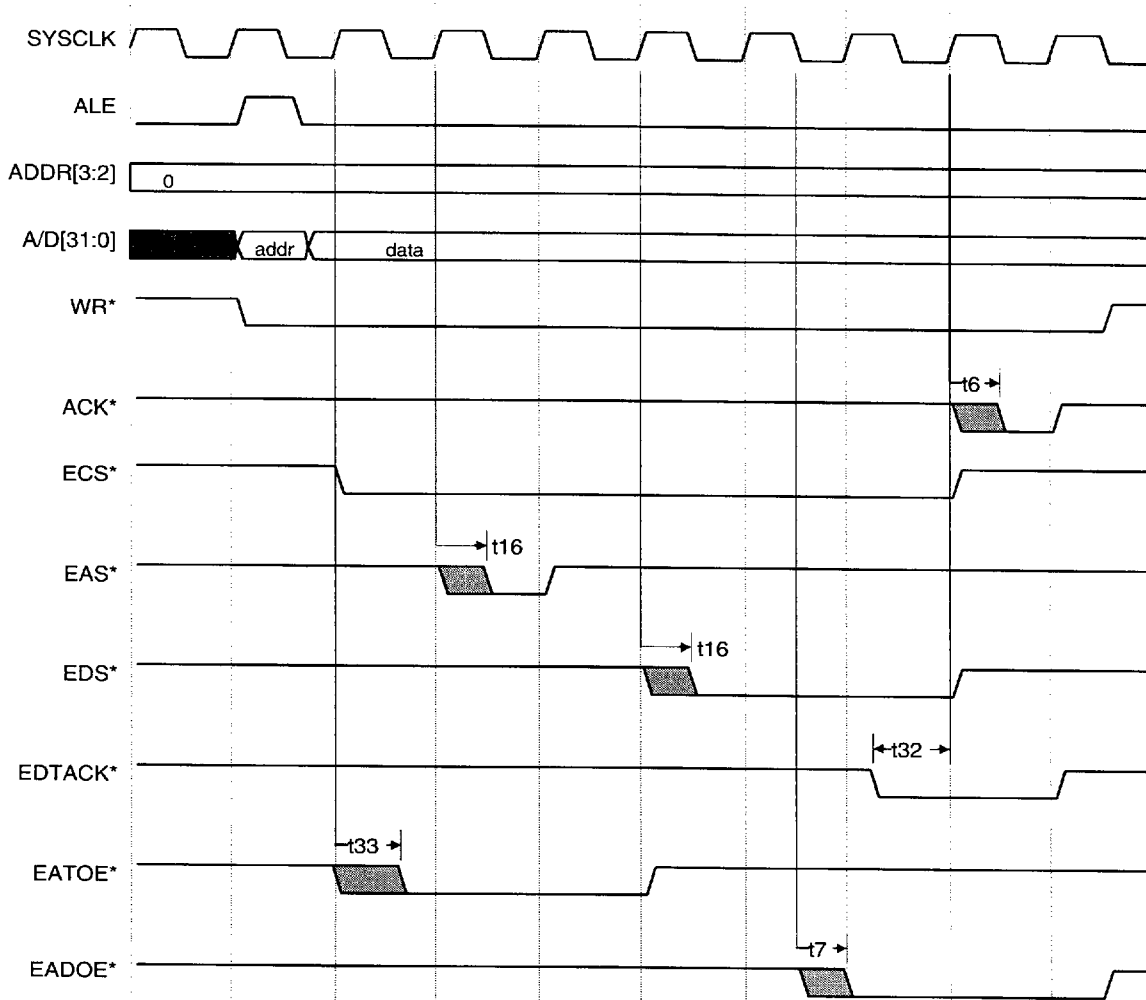 SYSCLK
ALE
ADDR[3:2]
0
A/D[31:0]
addr
data
WR*
t6
ACK*
ECS*
t16
EAS*
t16
EDS*
t32
EDTACK*
t33
EATOE*
t7
EADOE*